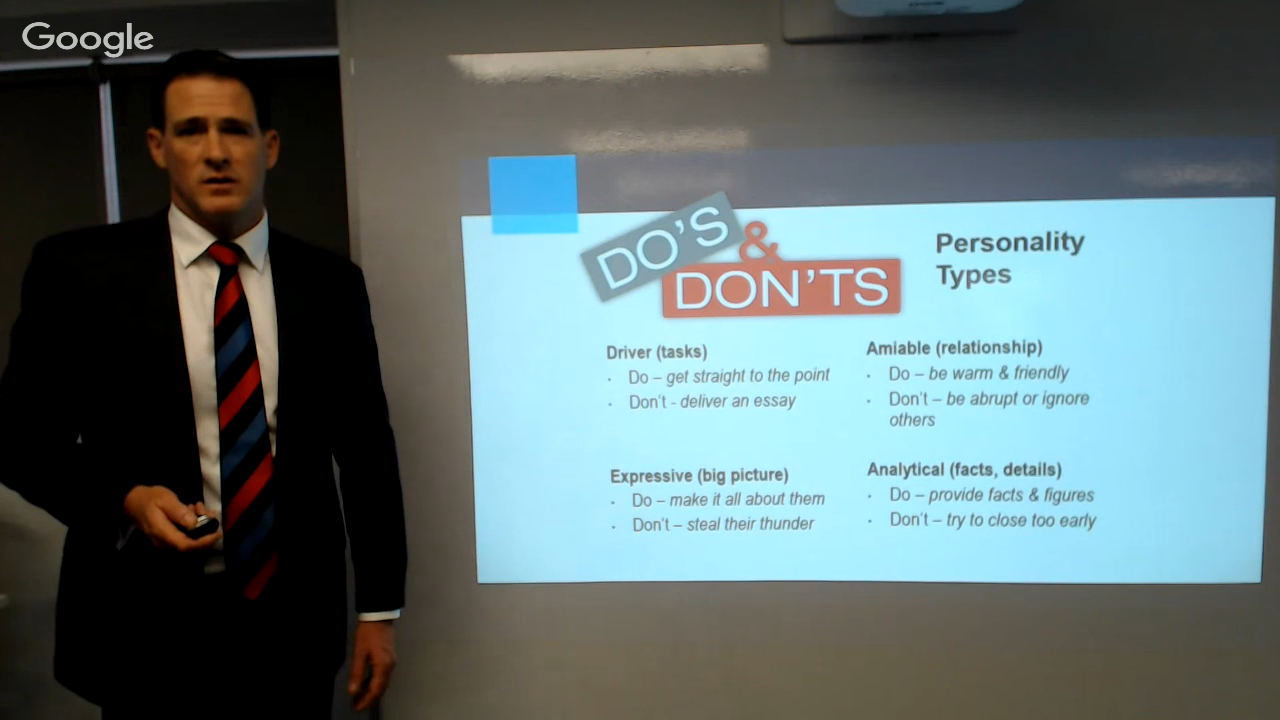 Google
DO'S
&
DON'TS
Personality
Types
Driver (tasks)
· Do – get straight to the point
· Don't - deliver an essay
Amiable (relationship)
· Do – be warm & friendly
· Don't – be abrupt or ignore
others
Expressive (big picture)
· Do – make it all about them
· Don't – steal their thunder
Analytical (facts, details)
· Do – provide facts & figures
· Don't – try to close too early